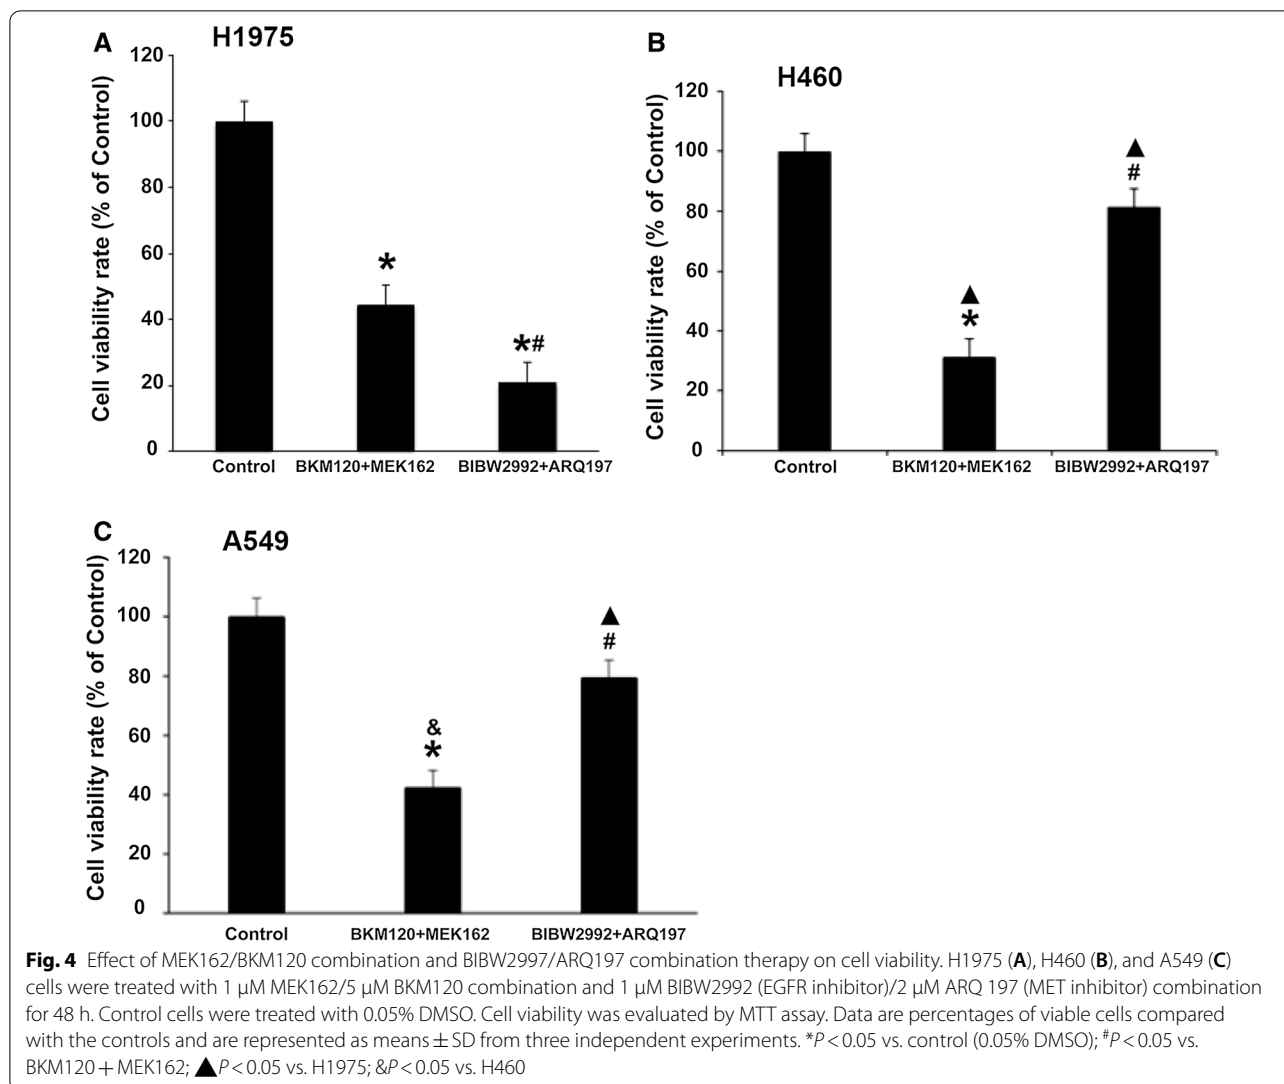 A
H1975
Cell viability rate (% of Control)
120
100
80
60
40
20
0
*
*#
Control BKM120+MEK162 BIBW2992+ARQ197
B
H460
Cell viability rate (% of Control)
120
100
80
60
40
20
0
▲
*
▲
#
Control BKM120+MEK162 BIBW2992+ARQ197
C
A549
Cell viability rate (% of Control)
120
100
80
60
40
20
0
&
*
▲
#
Control BKM120+MEK162 BIBW2992+ARQ197
Fig. 4 Effect of MEK162/BKM120 combination and BIBW2997/ARQ197 combination therapy on cell viability. H1975 (A), H460 (B), and A549 (C)
cells were treated with 1 µM MEK162/5 µM BKM120 combination and 1 µM BIBW2992 (EGFR inhibitor)/2 µM ARQ 197 (MET inhibitor) combination
for 48 h. Control cells were treated with 0.05% DMSO. Cell viability was evaluated by MTT assay. Data are percentages of viable cells compared
with the controls and are represented as means ± SD from three independent experiments. *P < 0.05 vs. control (0.05% DMSO); #P < 0.05 vs.
BKM120 + MEK162; ▲P < 0.05 vs. H1975; &P < 0.05 vs. H460